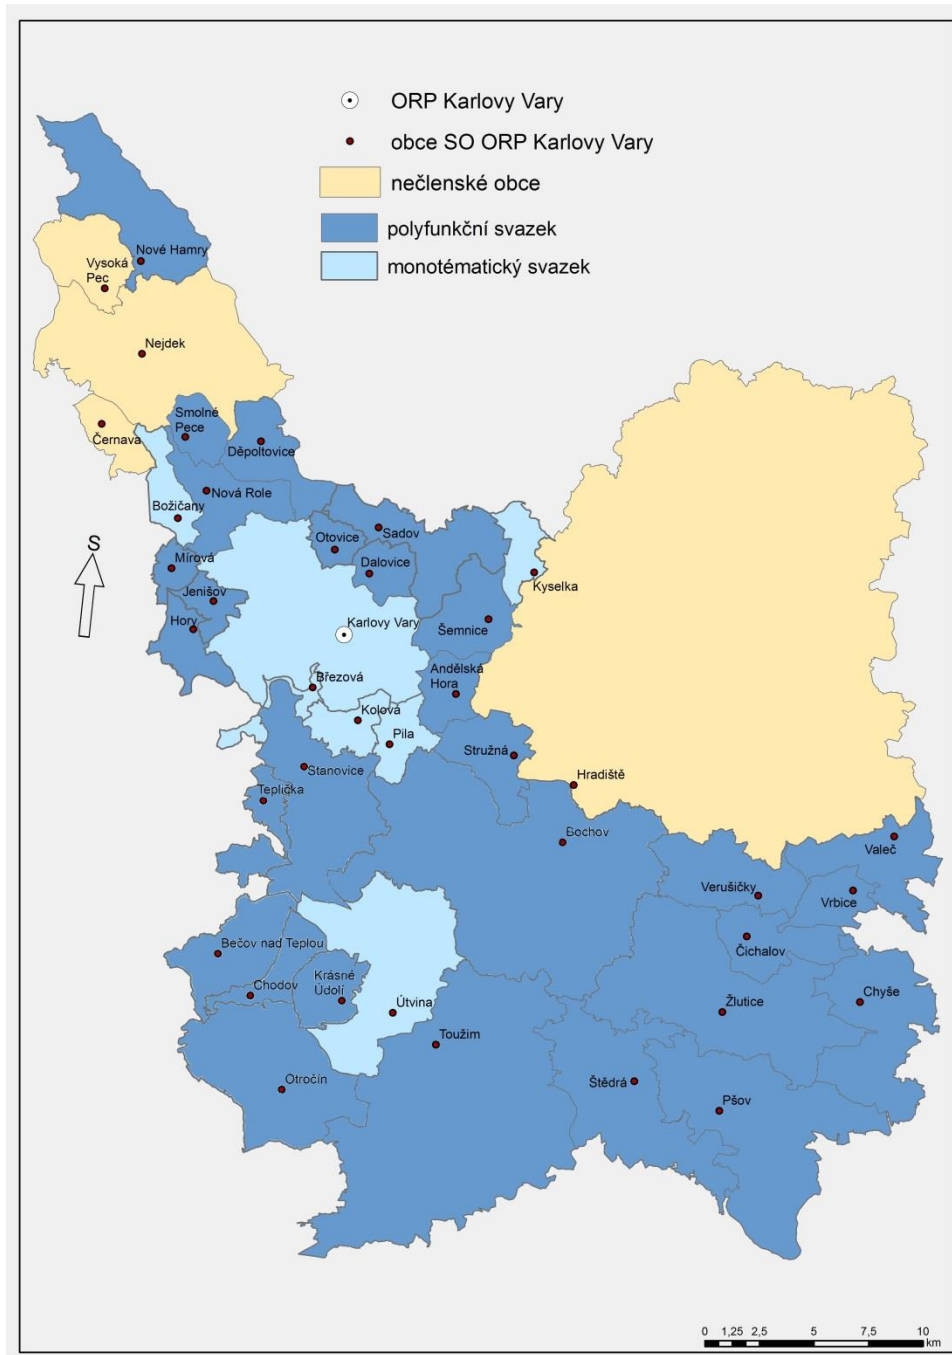 ORP Karlovy Vary
obce SO ORP Karlovy Vary
nečlenské obce
polyfunkční svazek
monotématický svazek
Nové Hamry
Vysoká
Pec
Nejdek
Smolné
Pece
Černava
Děpoltovice
Nová Role
Božičany
Otovice
Sadov
S
Mírová
Dalovice
Kyselka
Jenišov
Hory
Karlovy Vary
Šemnice
Andělská
Hora
Březová
Kolová
Pila
Stružná
Stanovice
Hradiště
Teplička
Bochov
Valeč
Verušičky
Vrbice
Bečov nad Teplou
Čichalov
Krásné
Údolí
Chodov
Chyše
Útvina
Žlutice
Toužim
Otročín
Štědrá
Pšov
0 1,25 2,5 5 7,5 10
km